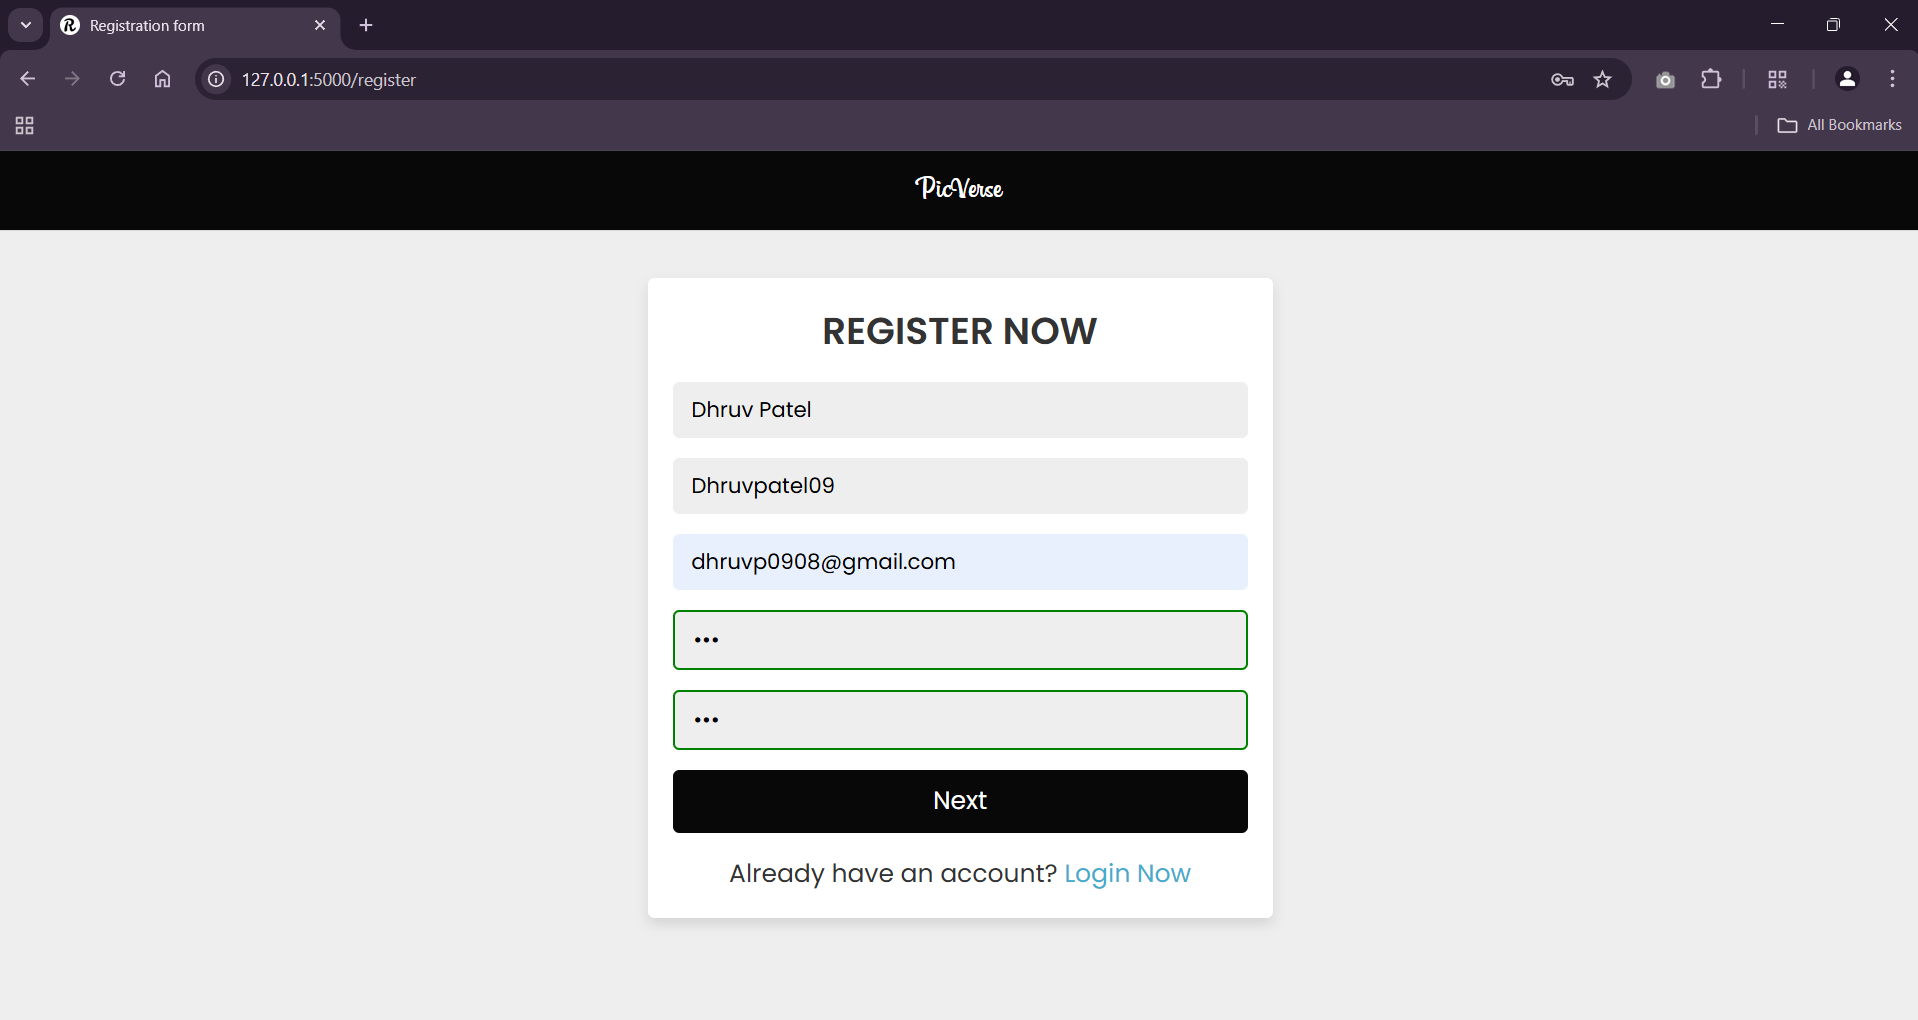 Registration form
127.0.0.1:5000/register
All Bookmarks
PicVerse
REGISTER NOW
Dhruv Patel
Dhruvpatel09
dhruvp0908@gmail.com
•••
•••
Next
Already have an account? Login Now